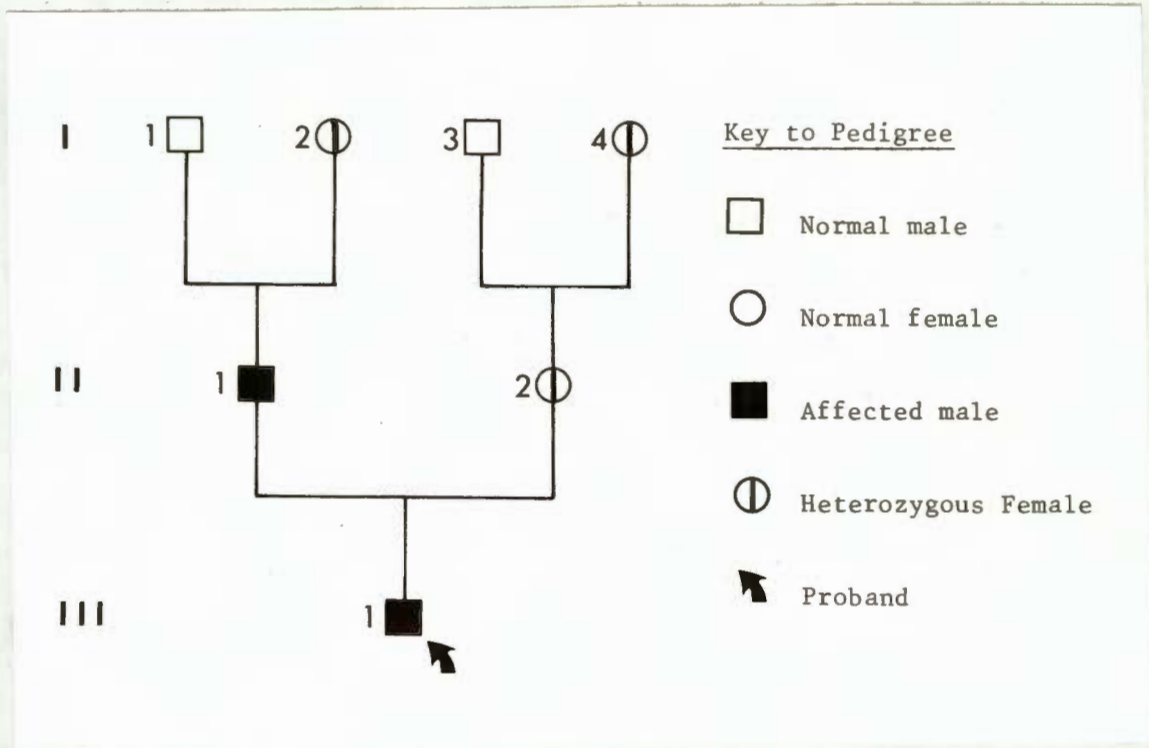 I 1 2 3 4
Key to Pedigree
Normal male
Normal female
II 1 2
Affected male
Heterozygous Female
III 1
Proband